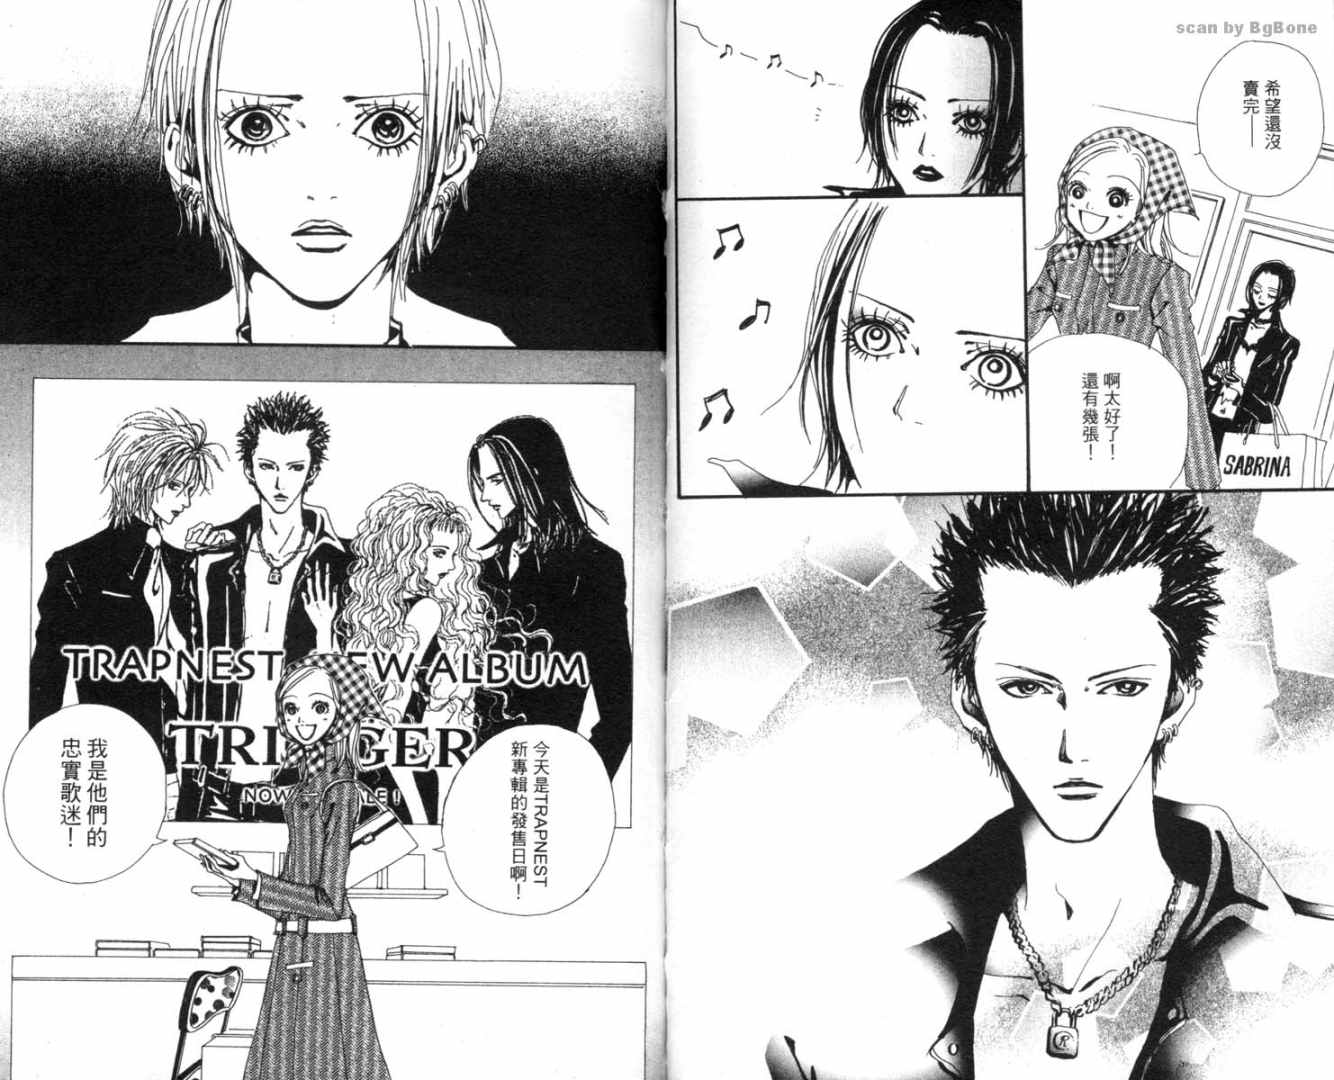 scan by BgBone
希望還沒
賣完——
啊太好了！
還有幾張！
SABRINA
R
TRAPNEST NEW ALBUM
TRI GER
NOW ALE!
今天是TRAPNEST
新專輯的發售日啊！
我是他們的
忠實歌迷！